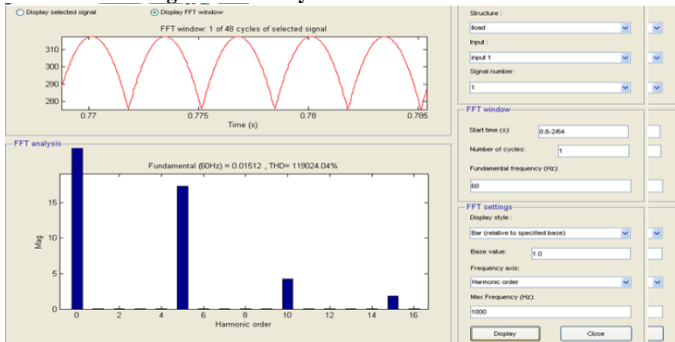 Display selected signal
Display FFT window
FFT window: 1 of 48 cycles of selected signal
310
300
290
280
0.77
0.775
0.78
0.785
Time (s)
FFT analysis
Fundamental (60Hz) = 0.01512 , THD= 119024.04%
15
10
5
0
Mag
0
2
4
6
8
10
12
14
16
Harmonic order
Structure :
Iload
Input :
input 1
Signal number:
1
FFT window
Start time (s):
0.8-2/64
Number of cycles:
1
Fundamental frequency (Hz):
60
FFT settings
Display style :
Bar (relative to specified base)
Base value:
1.0
Frequency axis:
Harmonic order
Max Frequency (Hz):
1000
Display
Close